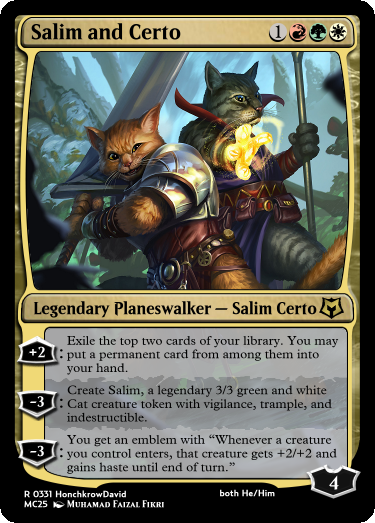 Salim and Certo 1
Legendary Planeswalker — Salim Certo
+2: Exile the top two cards of your library. You may
put a permanent card from among them into
your hand.
−3: Create Salim, a legendary 3/3 green and white
Cat creature token with vigilance, trample, and
indestructible.
−3: You get an emblem with “Whenever a creature
you control enters, that creature gets +2/+2 and
gains haste until end of turn.”
4
R 0331 HonchkrowDavid both He/Him
MC25 Muhamad Faizal Fikri